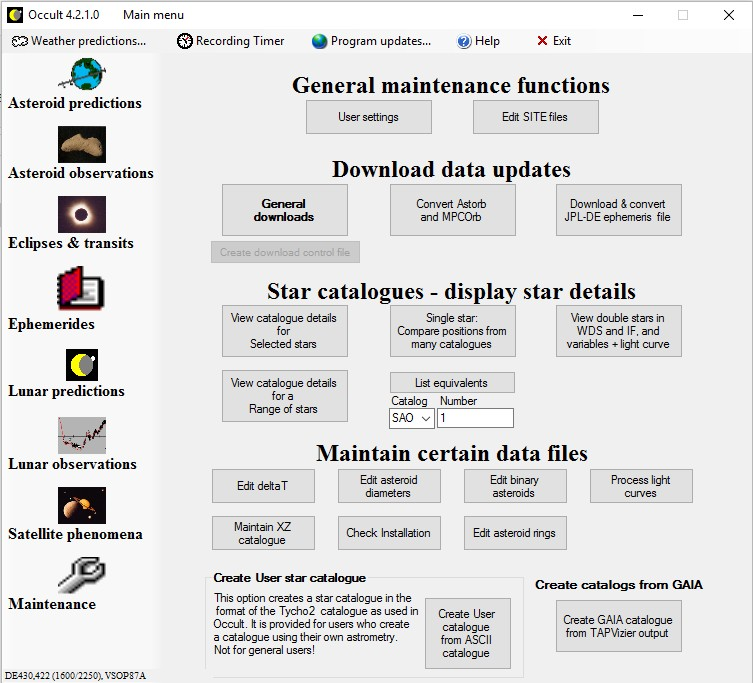 Occult 4.2.1.0 Main menu
Weather predictions... Recording Timer Program updates... Help Exit
Asteroid predictions
Asteroid observations
Eclipses & transits
Ephemerides
Lunar predictions
Lunar observations
Satellite phenomena
Maintenance
General maintenance functions
User settings
Edit SITE files
Download data updates
General
downloads
Convert Astorb
and MPCOrb
Download & convert
JPL-DE ephemeris file
Create download control file
Star catalogues - display star details
View catalogue details
for
Selected stars
Single star:
Compare positions from
many catalogues
View double stars in
WDS and IF, and
variables + light curve
View catalogue details
for a
Range of stars
List equivalents
Catalog Number
SAO 1
Maintain certain data files
Edit deltaT
Edit asteroid
diameters
Edit binary
asteroids
Process light
curves
Maintain XZ
catalogue
Check Installation
Edit asteroid rings
Create User star catalogue
This option creates a star catalogue in the
format of the Tycho2 catalogue as used in
Occult. It is provided for users who create
a catalogue using their own astrometry.
Not for general users!
Create User
catalogue
from ASCII
catalogue
Create catalogs from GAIA
Create GAIA catalogue
from TAPVizier output
DE430,422 (1600/2250), VSOP87A